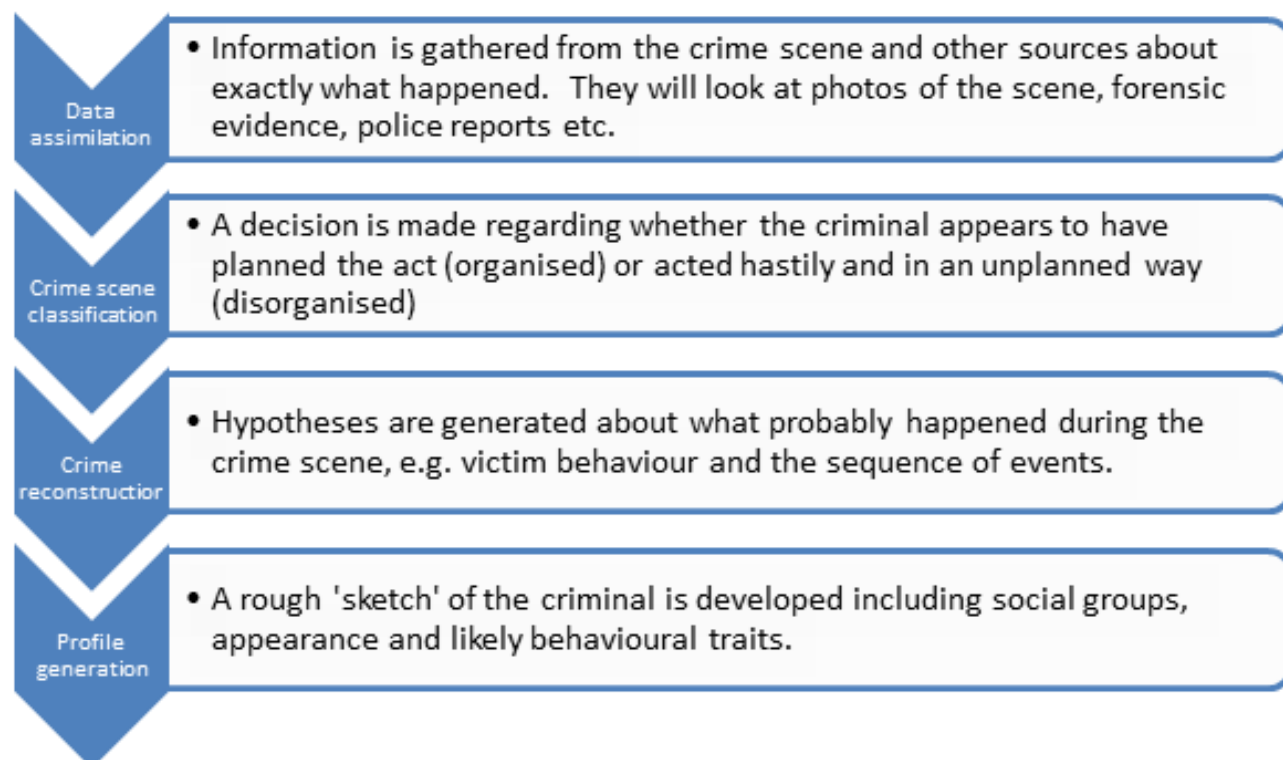 Data
assimilation
• Information is gathered from the crime scene and other sources about
exactly what happened. They will look at photos of the scene, forensic
evidence, police reports etc.
Crime scene
classification
• A decision is made regarding whether the criminal appears to have
planned the act (organised) or acted hastily and in an unplanned way
(disorganised)
Crime
reconstruction
• Hypotheses are generated about what probably happened during the
crime scene, e.g. victim behaviour and the sequence of events.
Profile
generation
• A rough 'sketch' of the criminal is developed including social groups,
appearance and likely behavioural traits.